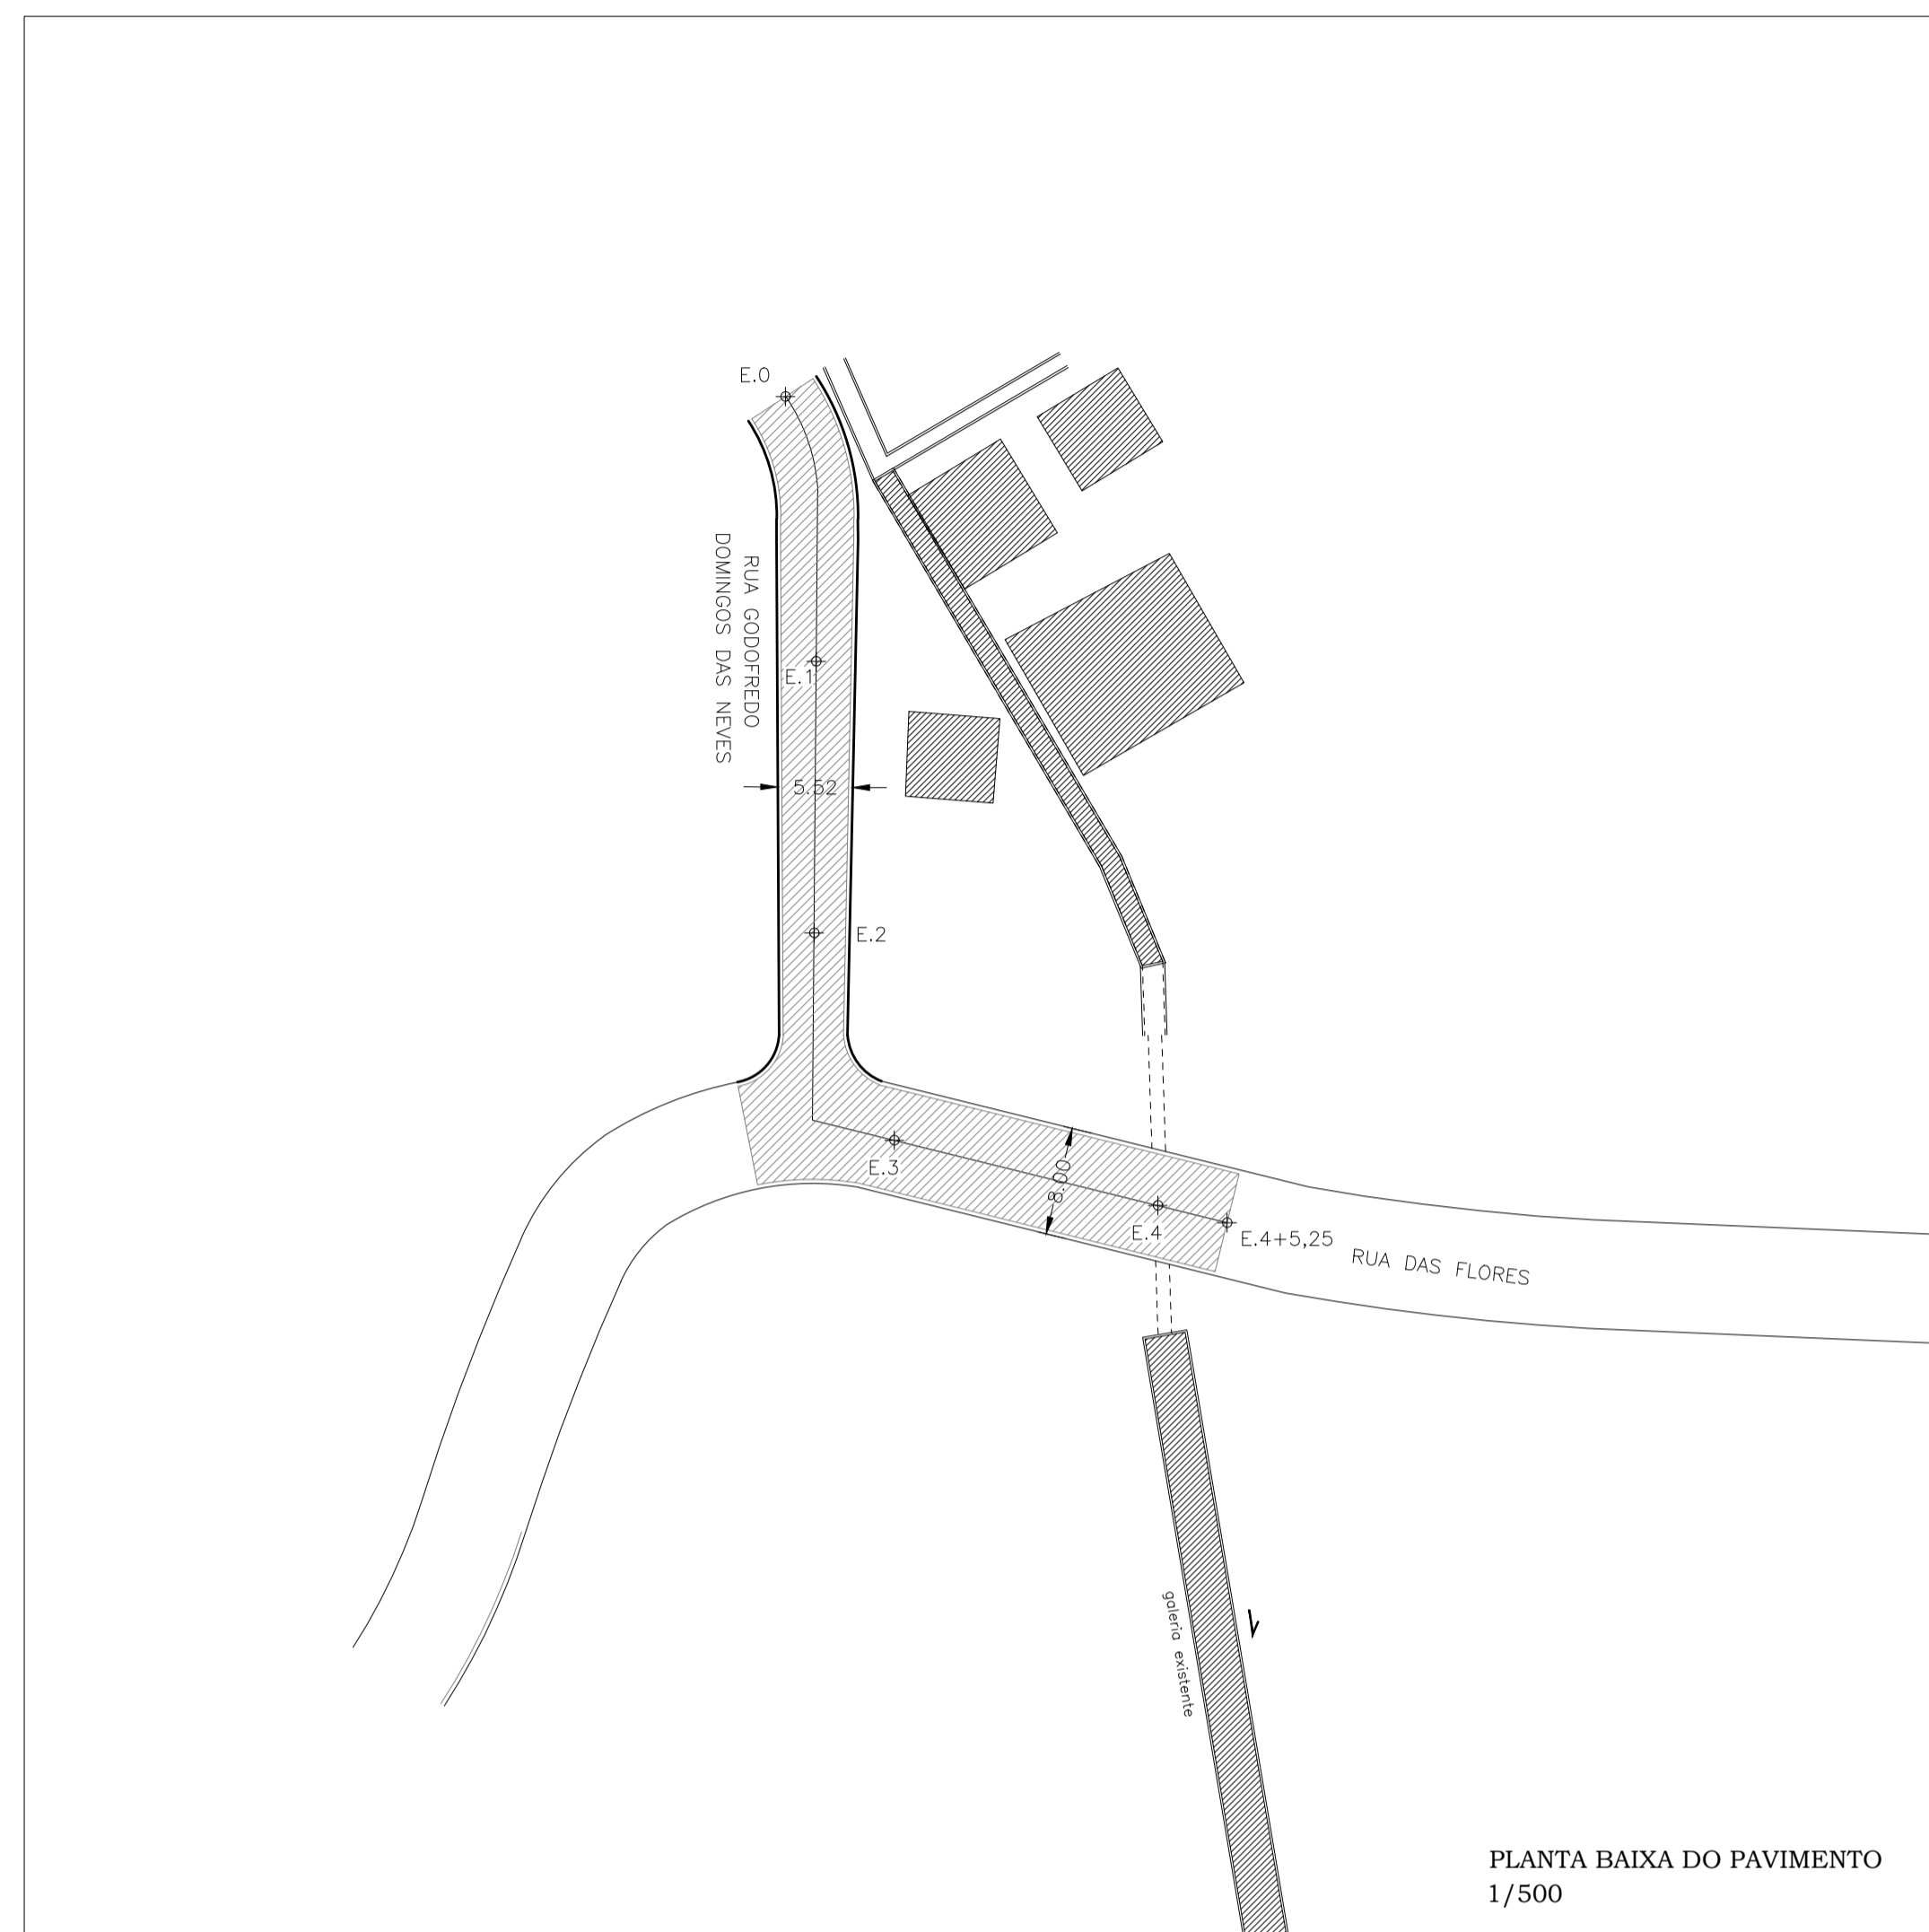 E.0
RUA GODOFREDO
DOMINGOS DAS NEVES
E.1
5.52
E.2
E.3
8.00
E.4
E.4+5,25
RUA DAS FLORES
galeria existente
PLANTA BAIXA DO PAVIMENTO
1/500